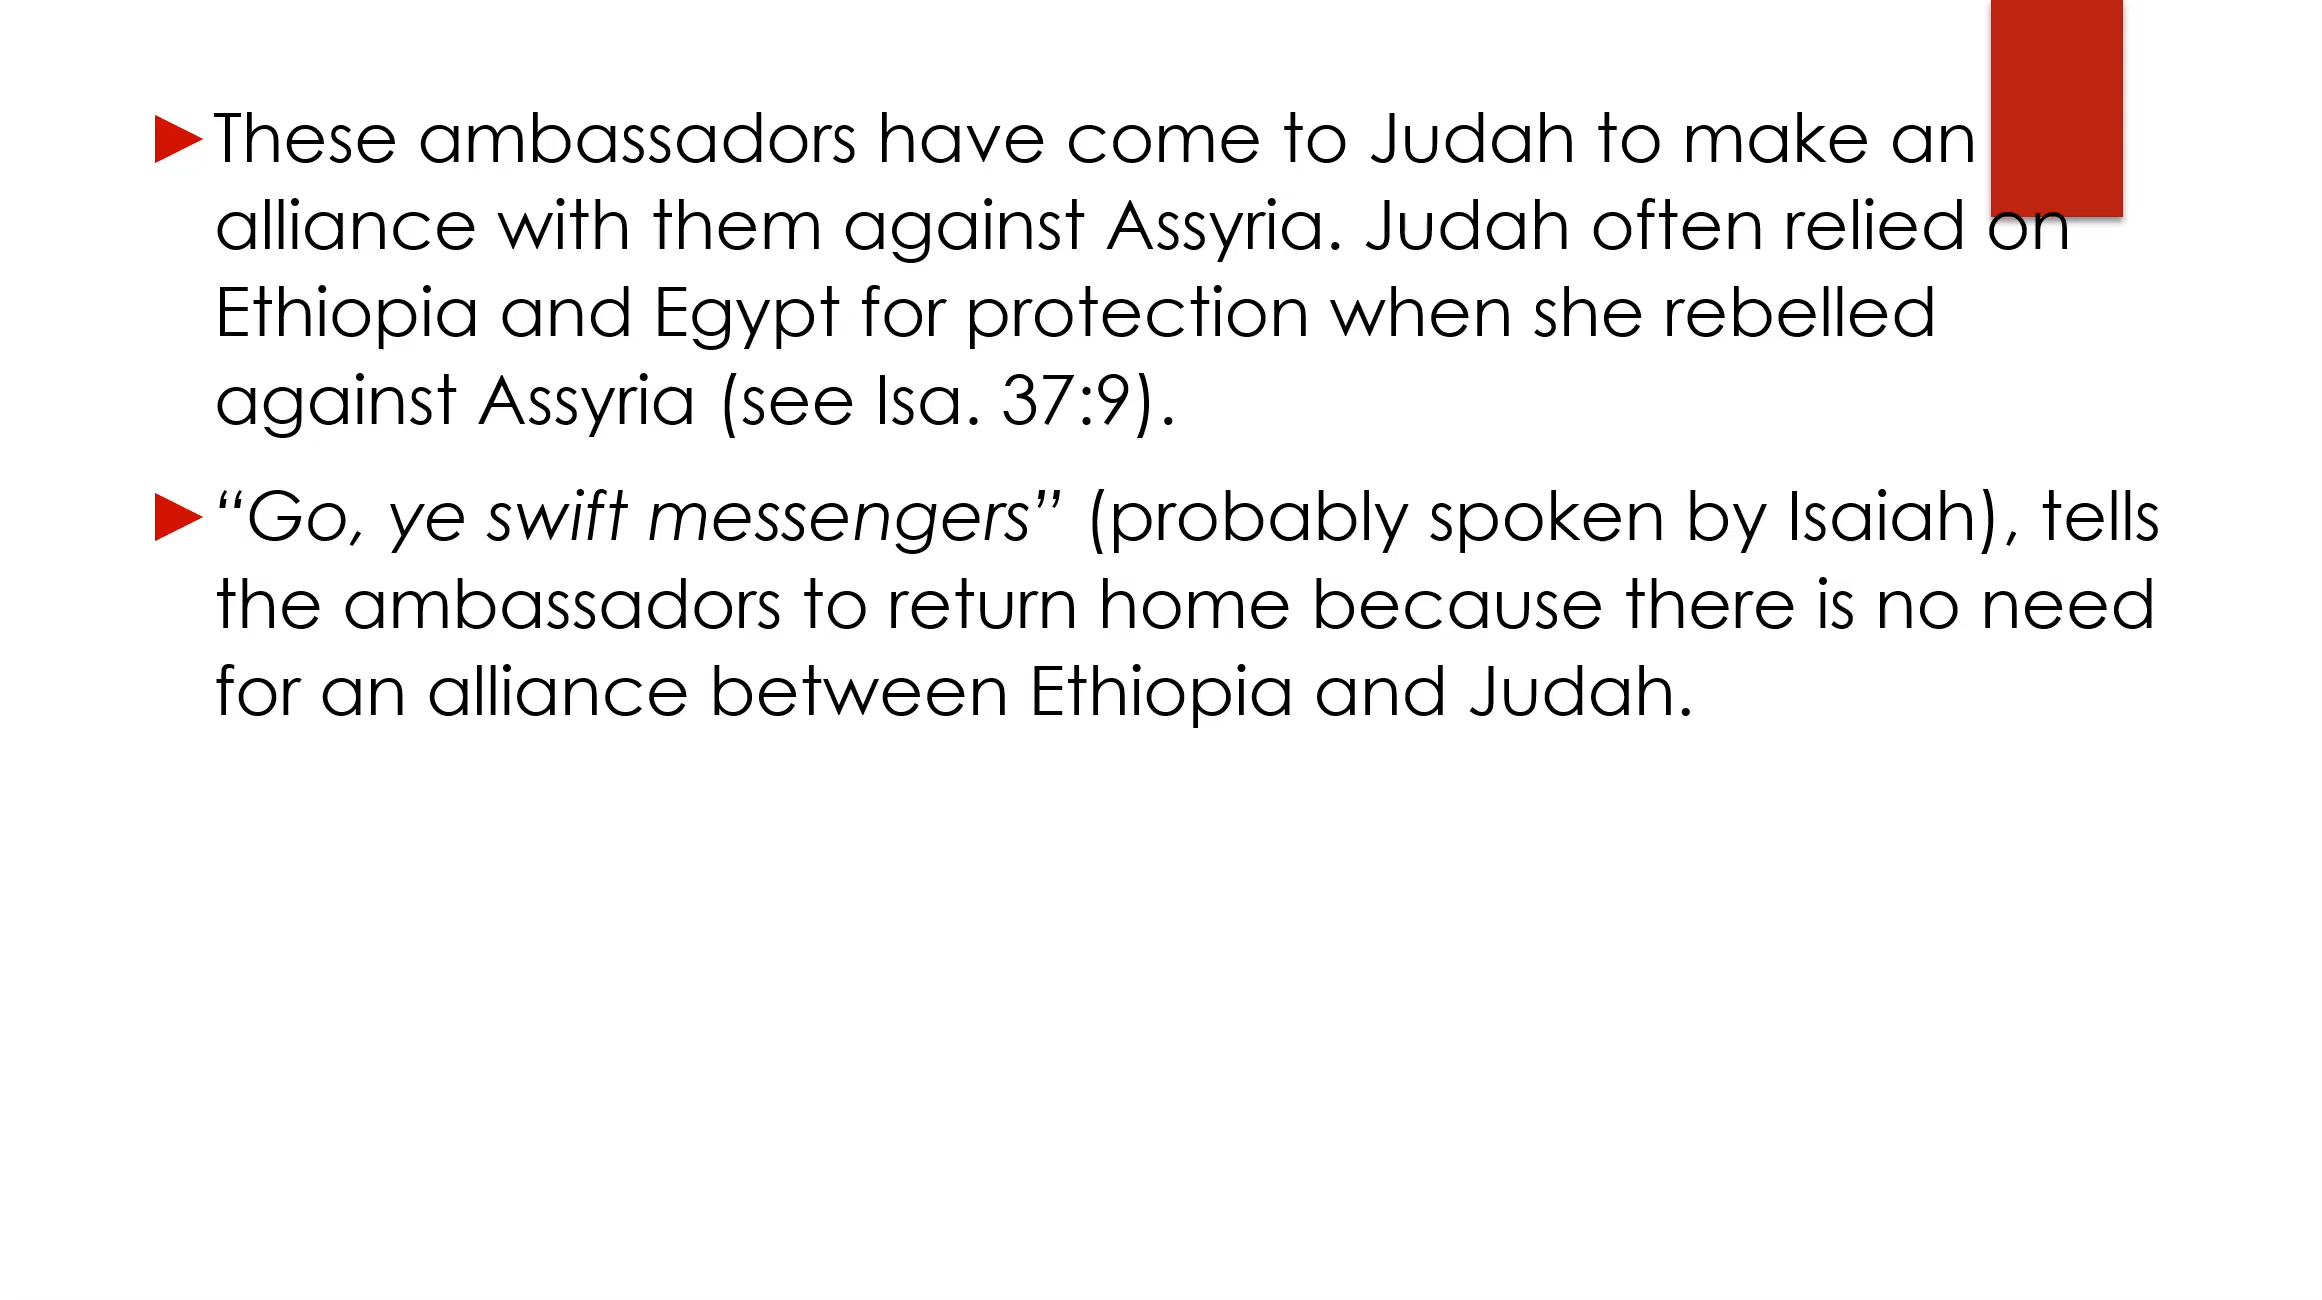 ►These ambassadors have come to Judah to make an
alliance with them against Assyria. Judah often relied on
Ethiopia and Egypt for protection when she rebelled
against Assyria (see Isa. 37:9).
►“Go, ye swift messengers” (probably spoken by Isaiah), tells
the ambassadors to return home because there is no need
for an alliance between Ethiopia and Judah.